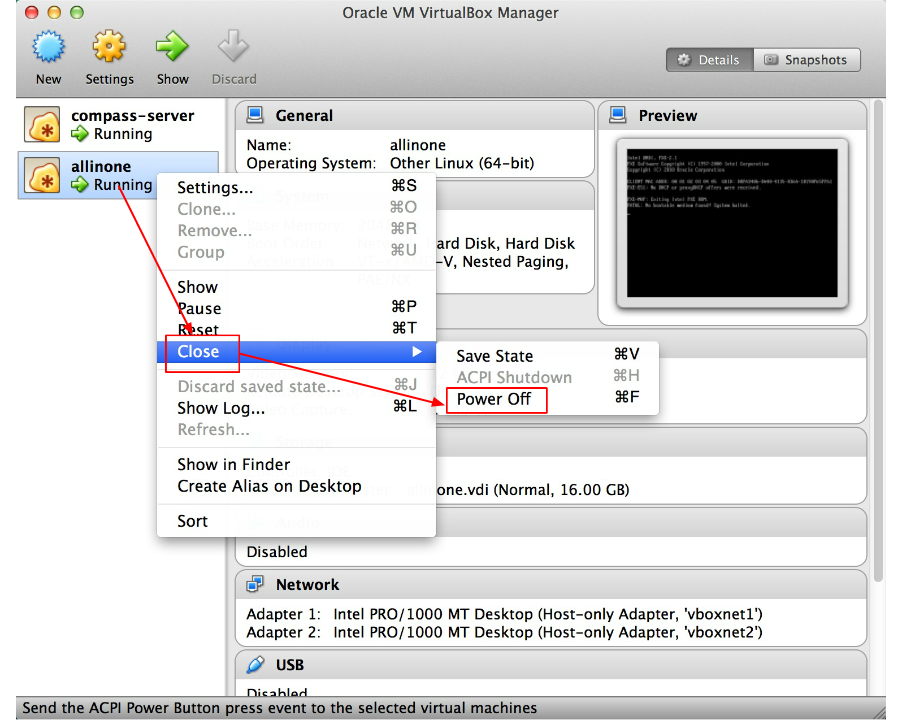 Oracle VM VirtualBox Manager
New
Settings
Show
Discard
Details
Snapshots
compass-server
Running
allinone
Running
General
Name: allinone
Operating System: Other Linux (64-bit)
Preview
Settings... ⌘S
Clone... ⌘O
Remove... ⌘R
Group ⌘U
Show
Pause ⌘P
Reset ⌘T
Close
Discard saved state... ⌘J
Show Log... ⌘L
Refresh...
Show in Finder
Create Alias on Desktop
Sort
Save State ⌘V
ACPI Shutdown ⌘H
Power Off ⌘F
ard Disk, Hard Disk
-V, Nested Paging,
one.vdi (Normal, 16.00 GB)
Disabled
Network
Adapter 1: Intel PRO/1000 MT Desktop (Host-only Adapter, 'vboxnet1')
Adapter 2: Intel PRO/1000 MT Desktop (Host-only Adapter, 'vboxnet2')
USB
Disabled
Send the ACPI Power Button press event to the selected virtual machines